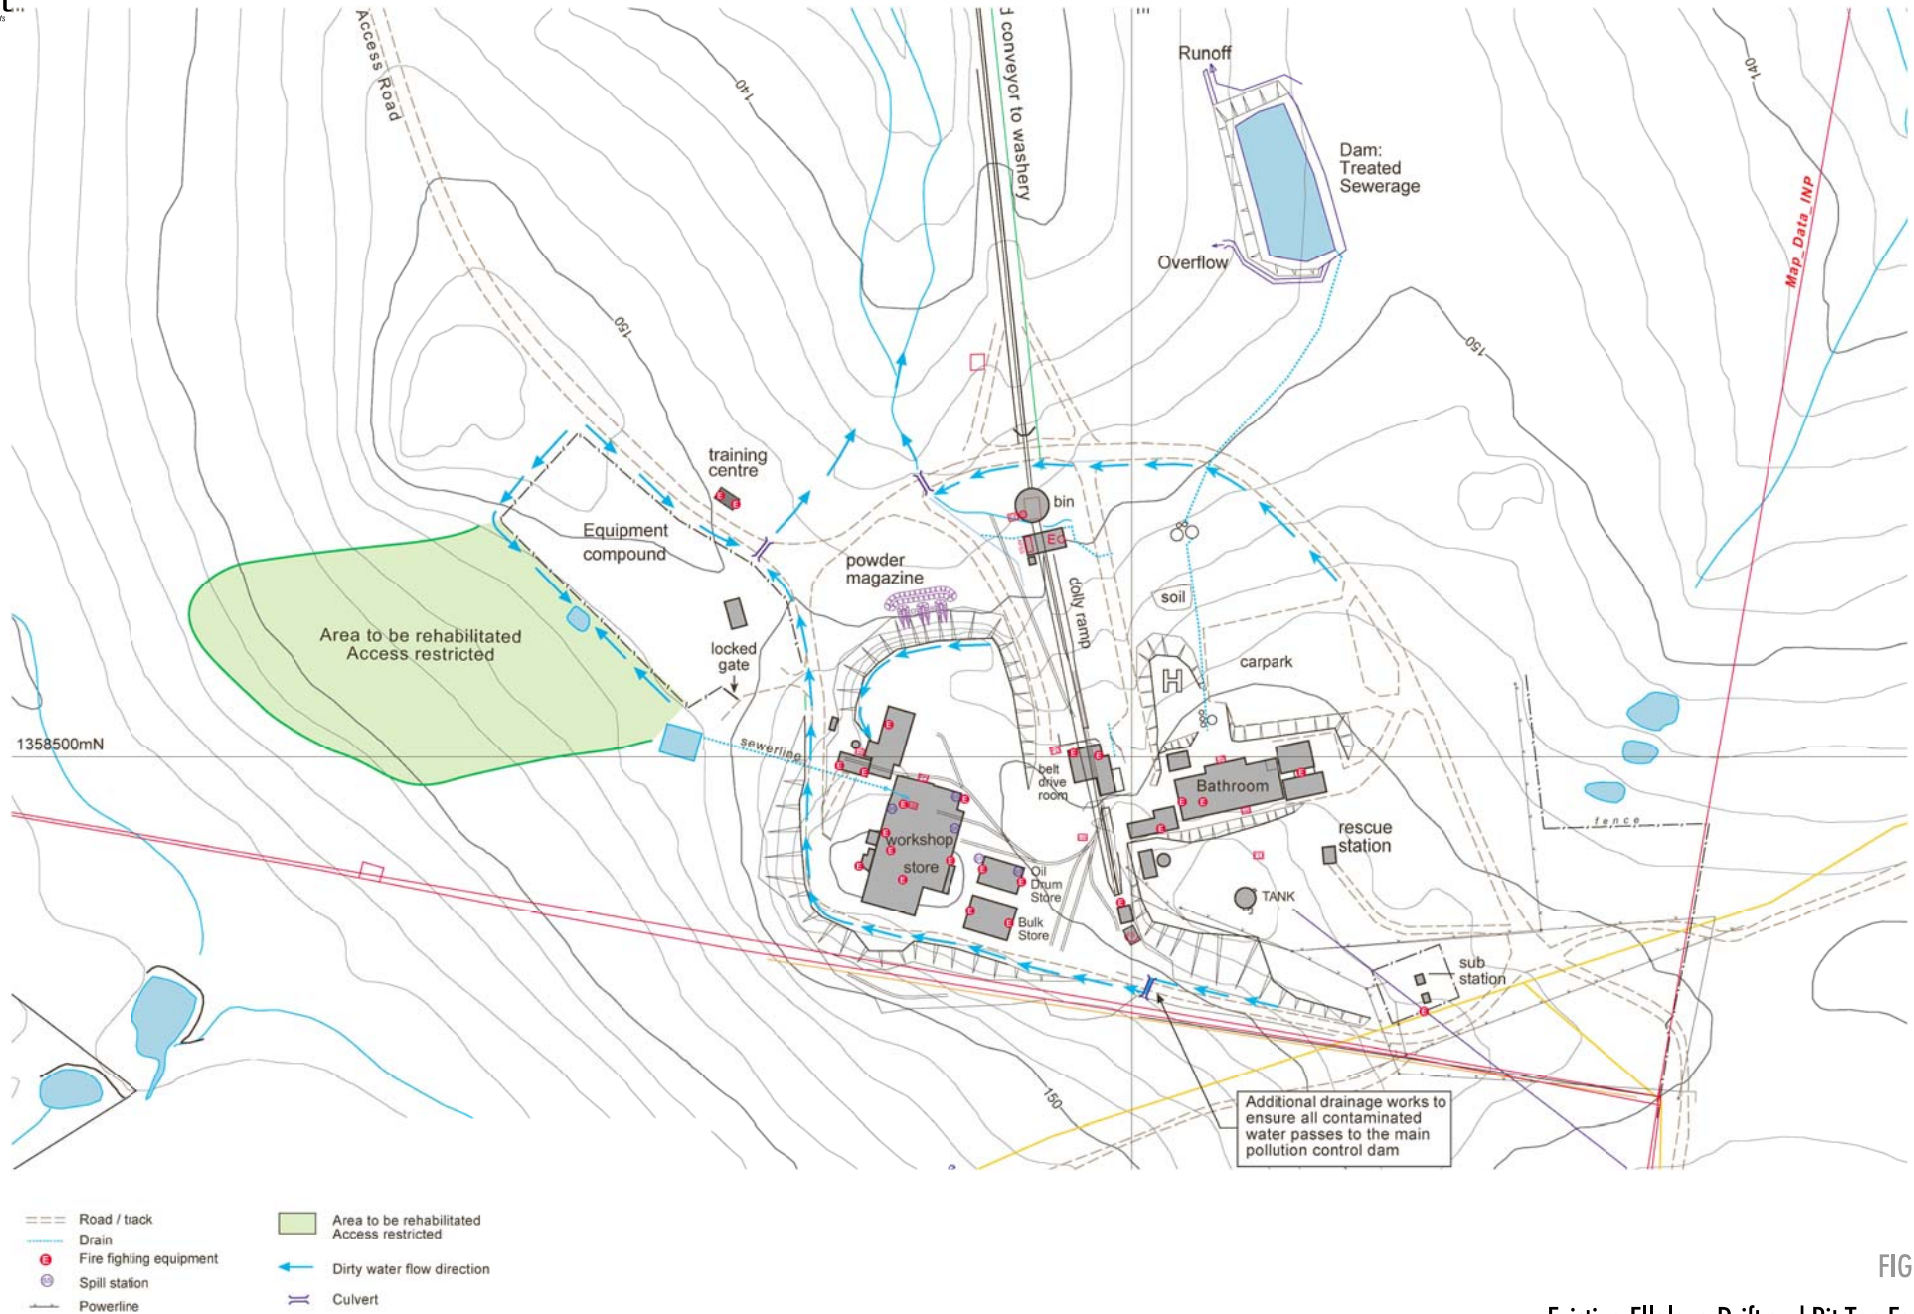 Access Road
140
d conveyor to washery
Runoff
Dam:
Treated
Sewerage
Overflow
140
Map_Data_INP
150
150
training
centre
Equipment
compound
bin
powder
magazine
dolly ramp
soil
Area to be rehabilitated
Access restricted
locked
gate
H
carpark
1358500mN
sewerline
belt
drive
room
Bathroom
workshop
store
rescue
station
fence
Oil
Drum
Store
TANK
Bulk
Store
sub
station
150
Additional drainage works to
ensure all contaminated
water passes to the main
pollution control dam
Road / track
Drain
E Fire fighting equipment
SS Spill station
Powerline
Area to be rehabilitated
Access restricted
Dirty water flow direction
Culvert
FIG